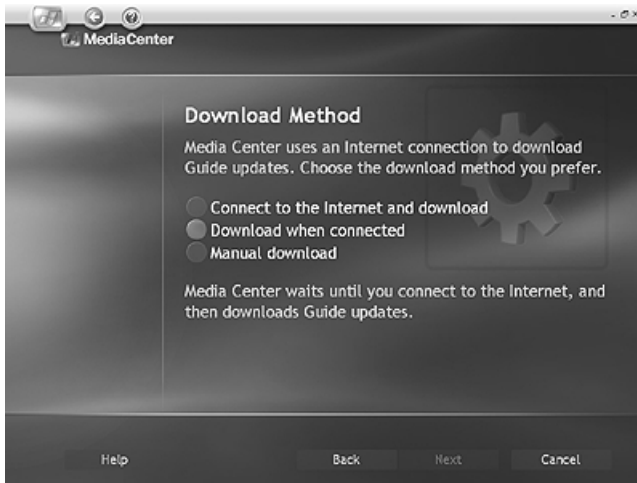 MediaCenter
Download Method
Media Center uses an Internet connection to download
Guide updates. Choose the download method you prefer.
Connect to the Internet and download
Download when connected
Manual download
Media Center waits until you connect to the Internet, and
then downloads Guide updates.
Help Back Next Cancel